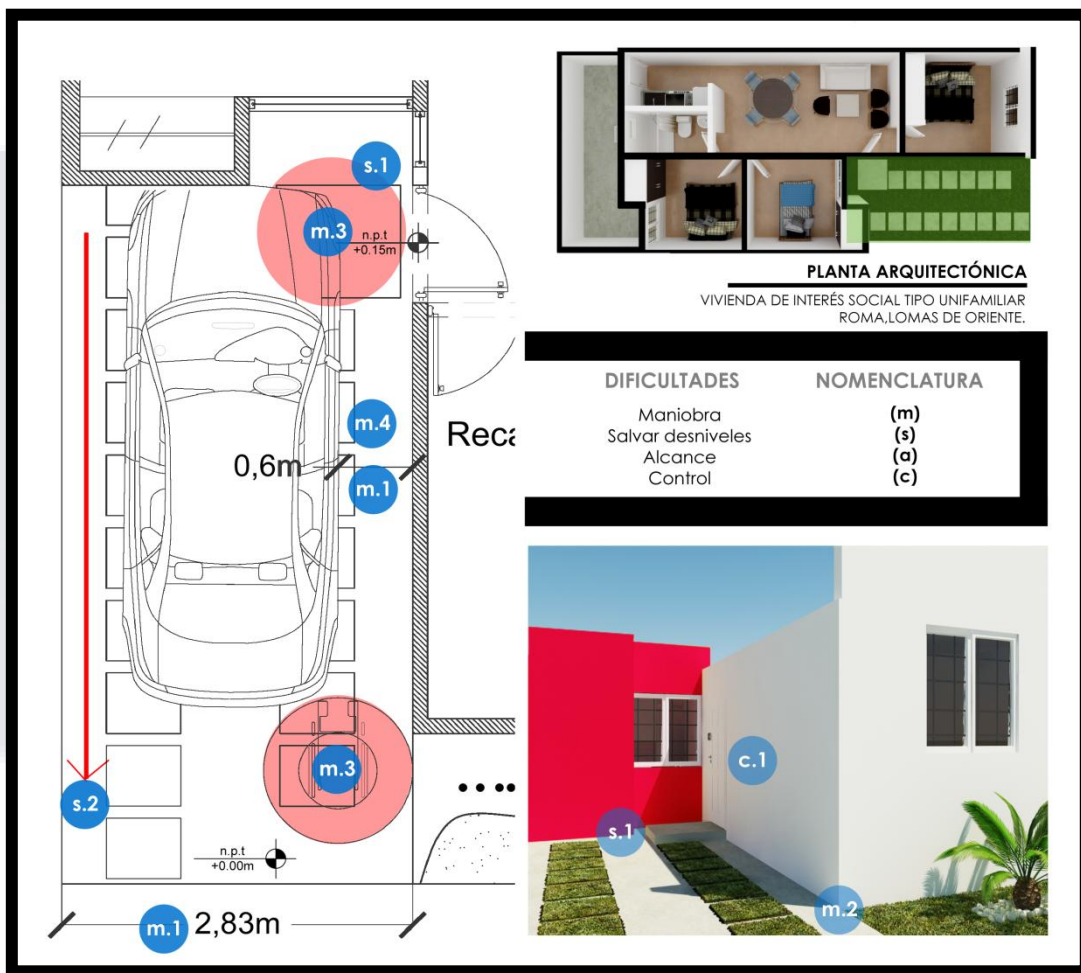 s.1
m.3
n.p.t
+0.15m
m.4
0,6m
m.1
Reca
m.3
s.2
n.p.t
+0.00m
m.1 2,83m
PLANTA ARQUITECTÓNICA
VIVIENDA DE INTERÉS SOCIAL TIPO UNIFAMILIAR
ROMA,LOMAS DE ORIENTE.
DIFICULTADES NOMENCLATURA
Maniobra (m)
Salvar desniveles (s)
Alcance (a)
Control (c)
c.1
s.1
m.2